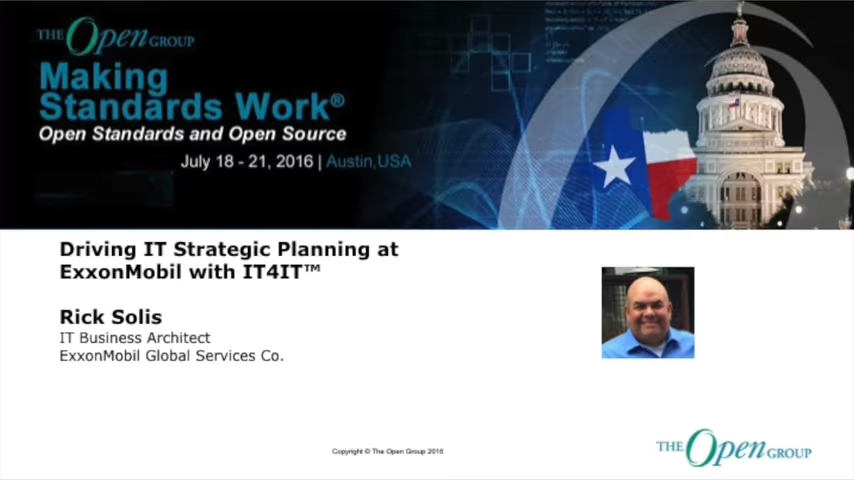 THE Open GROUP
Making
Standards Work®
Open Standards and Open Source
July 18 - 21, 2016 | Austin,USA
Driving IT Strategic Planning at
ExxonMobil with IT4IT™
Rick Solis
IT Business Architect
ExxonMobil Global Services Co.
Copyright © The Open Group 2016
THE Open GROUP